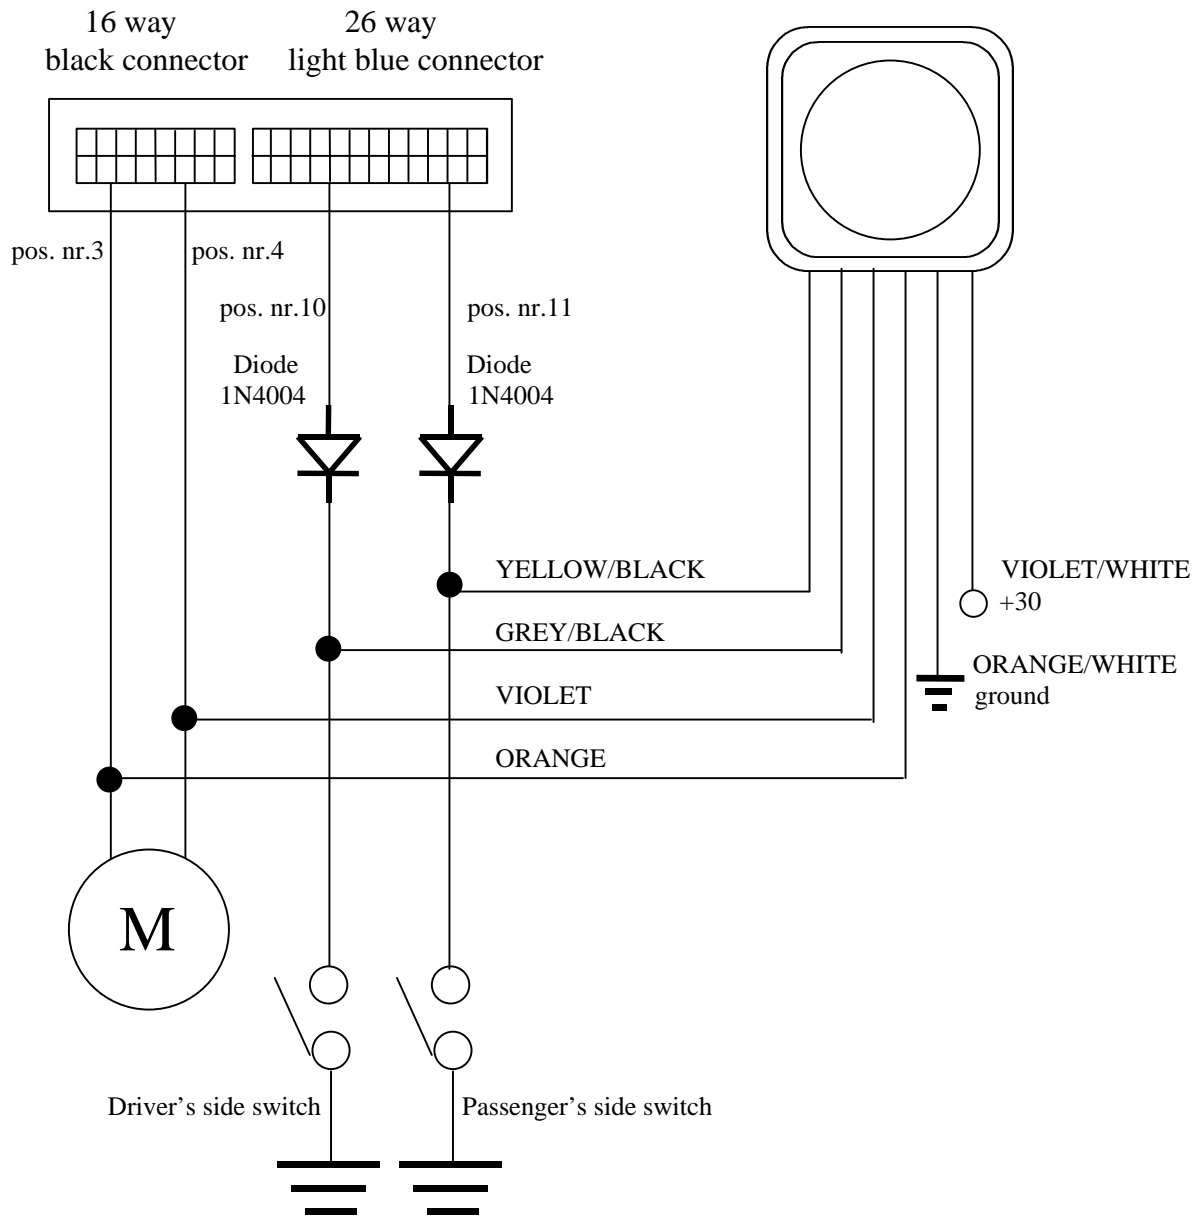 16 way
black connector
26 way
light blue connector
pos. nr.3
pos. nr.4
pos. nr.10
pos. nr.11
Diode
1N4004
Diode
1N4004
YELLOW/BLACK
VIOLET/WHITE
+30
GREY/BLACK
ORANGE/WHITE
ground
VIOLET
ORANGE
M
Driver's side switch
Passenger's side switch